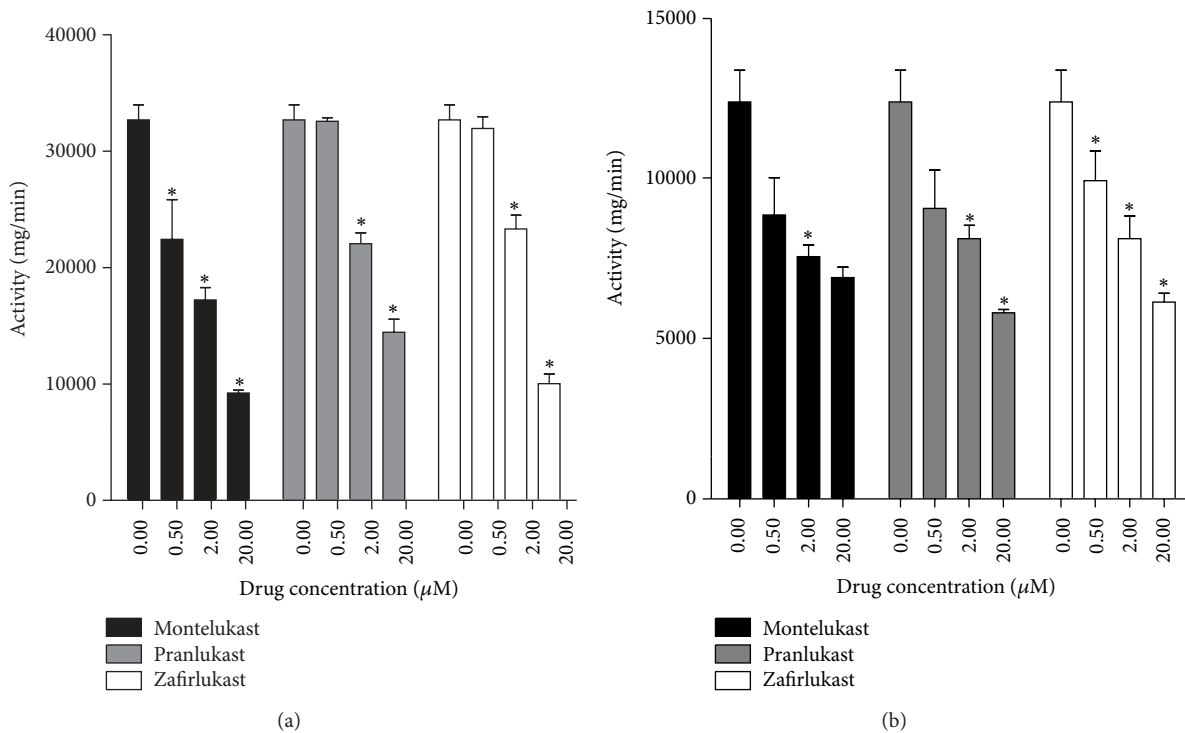 40000
30000
20000
10000
0
Activity (mg/min)
* * *
* *
* *
0.00 0.50 2.00 20.00 0.00 0.50 2.00 20.00 0.00 0.50 2.00 20.00
Drug concentration (μM)
Montelukast
Pranlukast
Zafirlukast
(a)
15000
10000
5000
0
Activity (mg/min)
*
* *
* * *
0.00 0.50 2.00 20.00 0.00 0.50 2.00 20.00 0.00 0.50 2.00 20.00
Drug concentration (μM)
Montelukast
Pranlukast
Zafirlukast
(b)